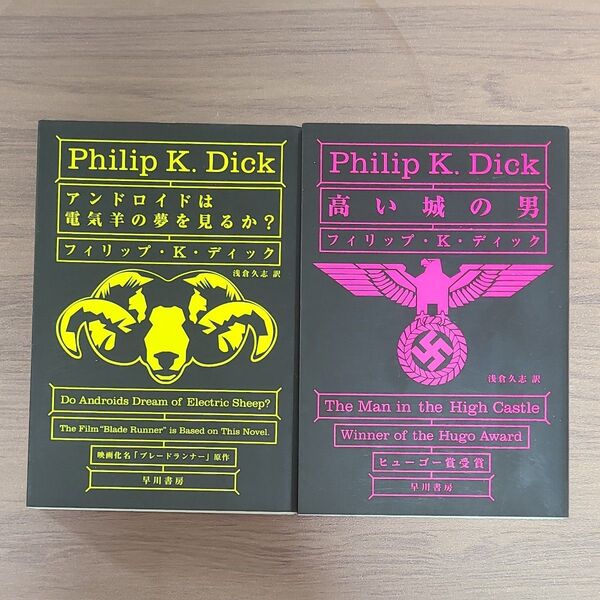 Philip K. Dick
アンドロイドは
電気羊の夢を見るか?
フィリップ・K・ディック
浅倉久志 訳
Do Androids Dream of Electric Sheep?
The Film "Blade Runner" is Based on This Novel.
映画化名「ブレードランナー」原作
早川書房
Philip K. Dick
高い城の男
フィリップ・K・ディック
浅倉久志 訳
The Man in the High Castle
Winner of the Hugo Award
ヒューゴー賞受賞
早川書房